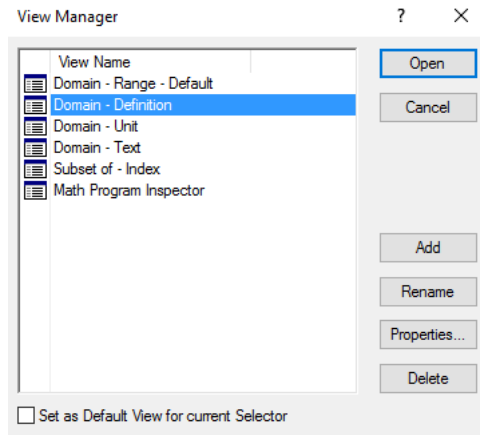 View Manager
?
View Name
Domain - Range - Default
Domain - Definition
Domain - Unit
Domain - Text
Subset of - Index
Math Program Inspector
Open
Cancel
Add
Rename
Properties...
Delete
Set as Default View for current Selector